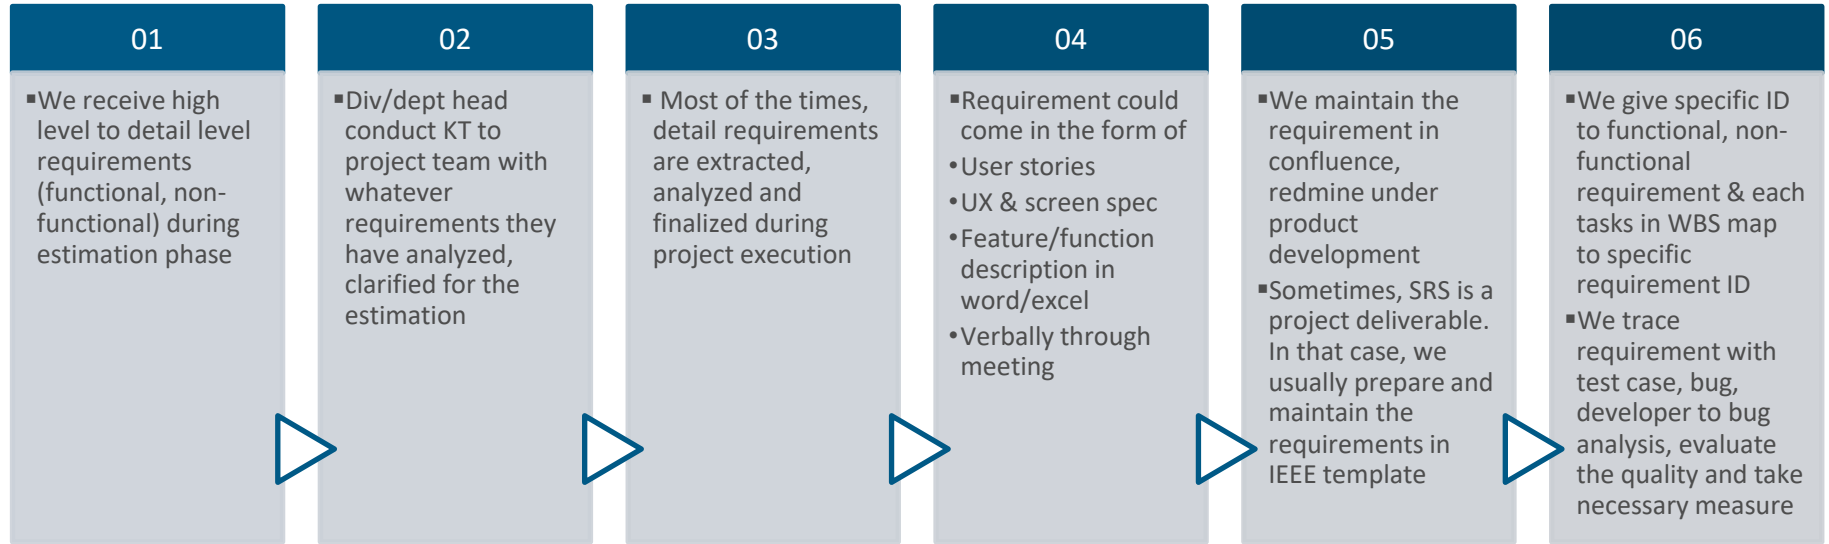 01
▪We receive high
level to detail level
requirements
(functional, non-
functional) during
estimation phase
02
▪Div/dept head
conduct KT to
project team with
whatever
requirements they
have analyzed,
clarified for the
estimation
03
▪ Most of the times,
detail requirements
are extracted,
analyzed and
finalized during
project execution
04
▪Requirement could
come in the form of
•User stories
•UX & screen spec
•Feature/function
description in
word/excel
•Verbally through
meeting
05
▪We maintain the
requirement in
confluence,
redmine under
product
development
▪Sometimes, SRS is a
project deliverable.
In that case, we
usually prepare and
maintain the
requirements in
IEEE template
06
▪We give specific ID
to functional, non-
functional
requirement & each
tasks in WBS map
to specific
requirement ID
▪We trace
requirement with
test case, bug,
developer to bug
analysis, evaluate
the quality and take
necessary measure